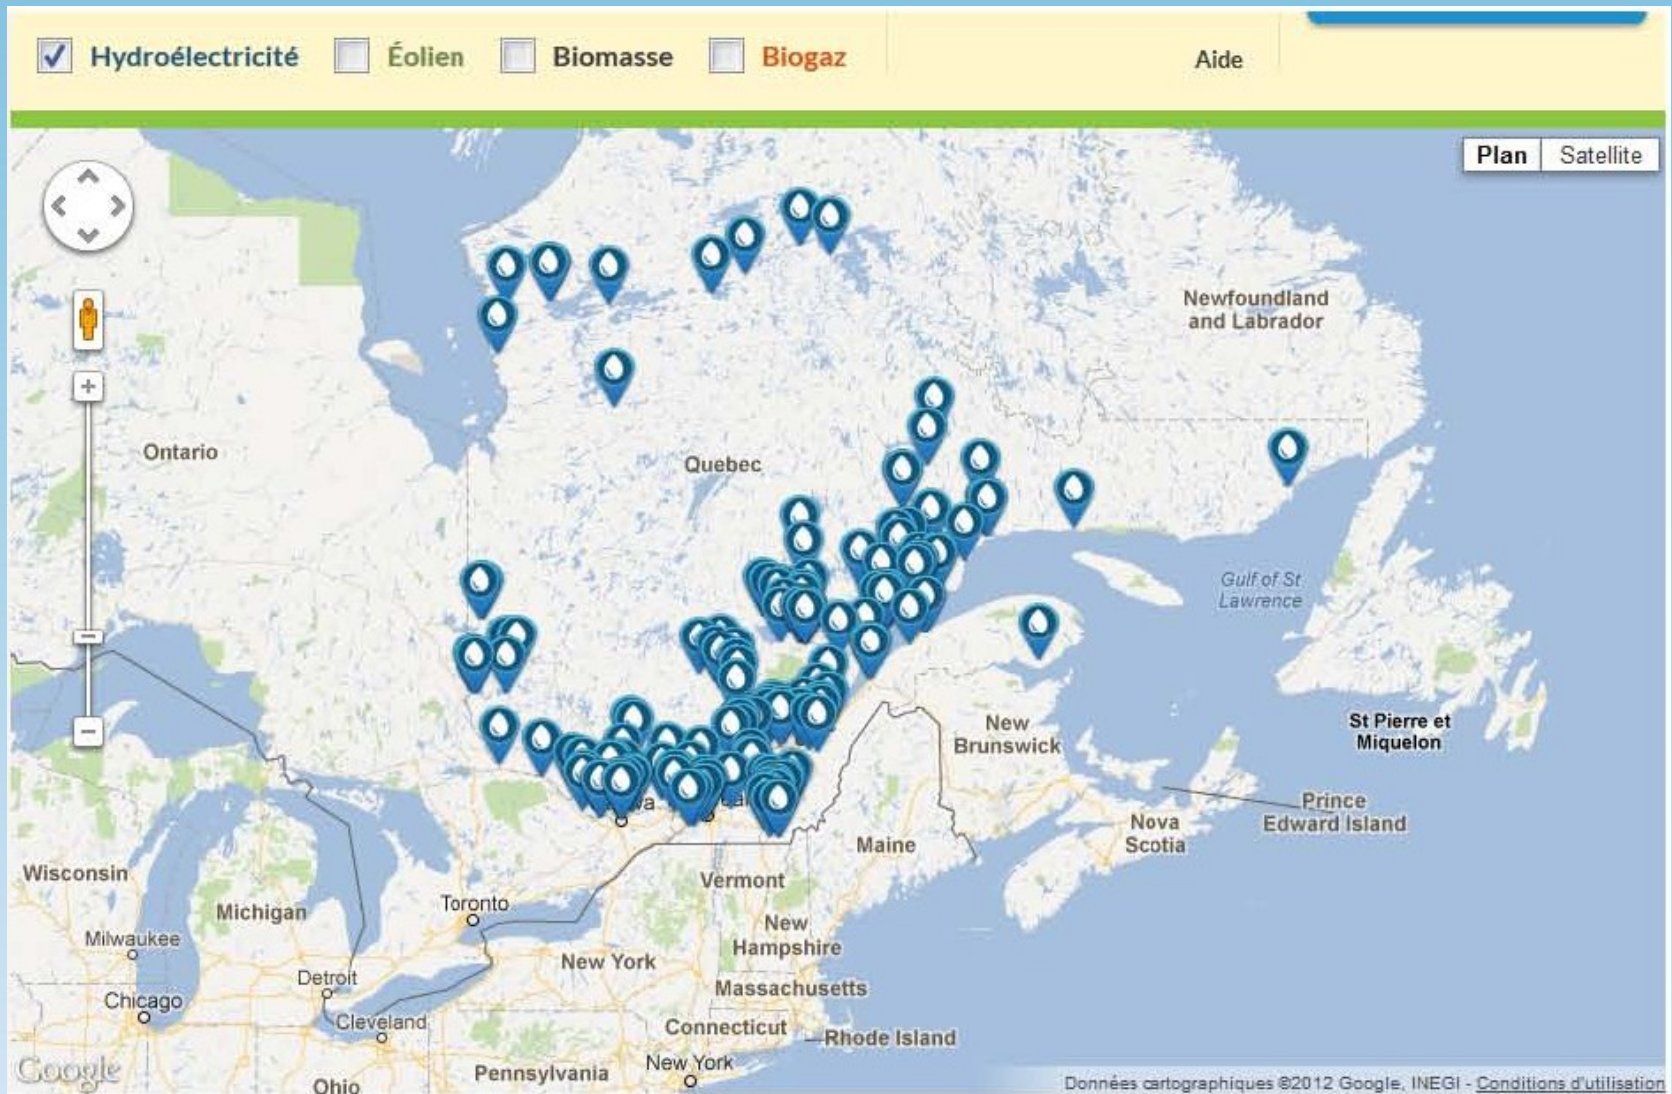 Hydroélectricité Éolien Biomasse Biogaz Aide
Plan Satellite
Newfoundland
and Labrador
Ontario
Quebec
Gulf of St
Lawrence
New
Brunswick
St Pierre et
Miquelon
Prince
Edward Island
Nova
Scotia
Maine
Wisconsin
Vermont
Michigan
Toronto
New
Hampshire
Milwaukee
New York
Detroit
Massachusetts
Chicago
Cleveland
Connecticut
Rhode Island
New York
Google
Pennsylvania
Ohio
Données cartographiques ©2012 Google, INEGI - Conditions d'utilisation